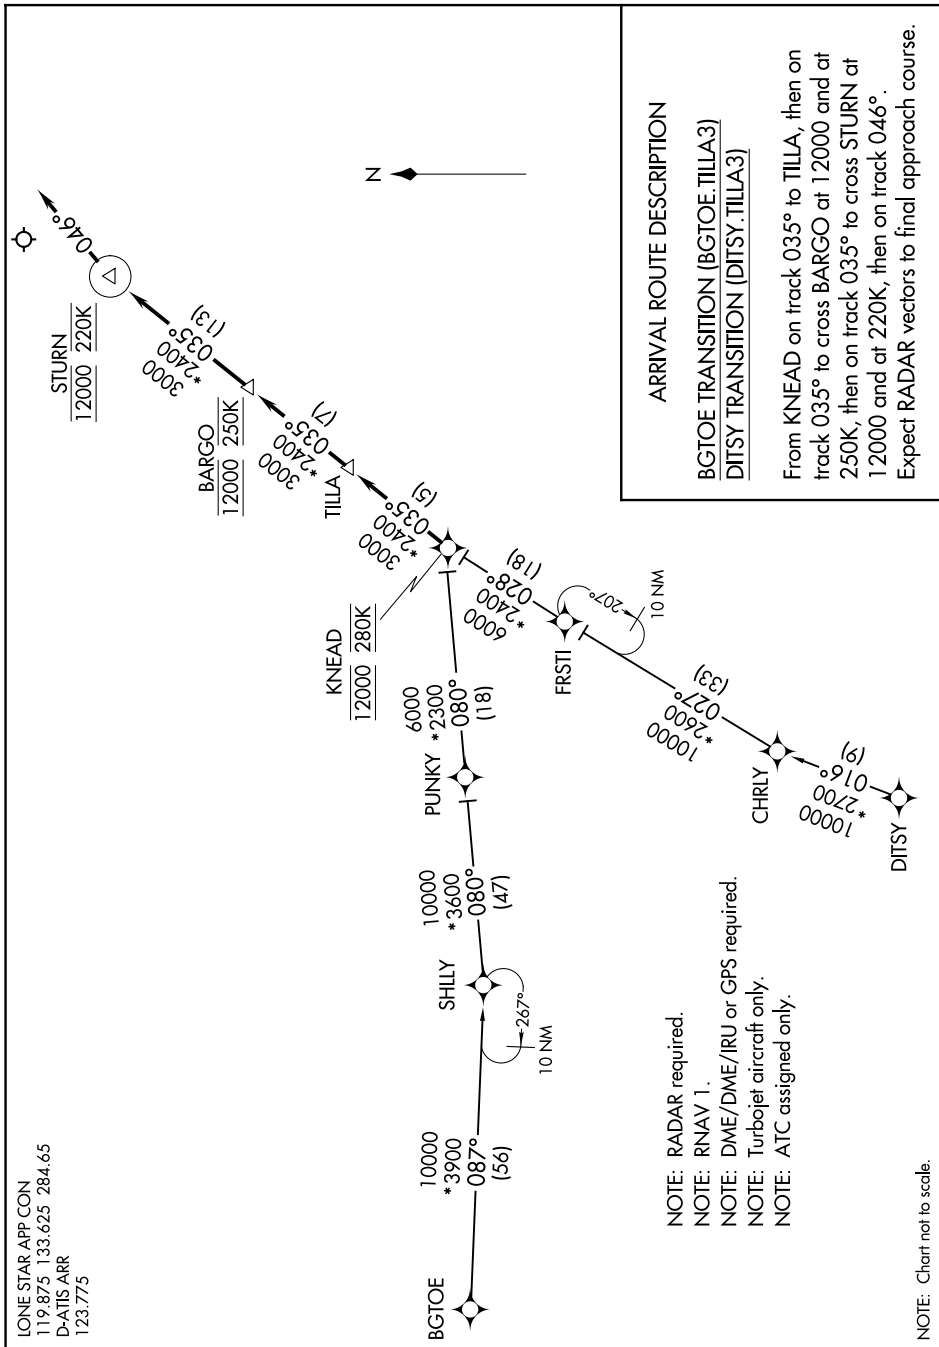 LONE STAR APP CON
119.875 133.625 284.65
D-ATIS ARR
123.775
STURN
12000 220K
046°
(13)
035°
*2400
3000
BARGO
12000 250K
(7)
035°
*2400
3000
TILLA
(5)
035°
*2400
3000
KNEAD
12000 280K
N
BGTOE
10000
*3900
087°
(56)
SHLLY
267°
10 NM
10000
*3600
080°
(47)
PUNKY
6000
*2300
080°
(18)
6000
*2400
028°
(18)
FRSTI
207°
10 NM
10000
*2600
027°
(33)
CHRLY
10000
*2700
016°
(9)
DITSY
ARRIVAL ROUTE DESCRIPTION
BGTOE TRANSITION (BGTOE.TILLA3)
DITSY TRANSITION (DITSY.TILLA3)
From KNEAD on track 035° to TILLA, then on
track 035° to cross BARGO at 12000 and at
250K, then on track 035° to cross STURN at
12000 and at 220K, then on track 046°.
Expect RADAR vectors to final approach course.
NOTE: RADAR required.
NOTE: RNAV 1.
NOTE: DME/DME/IRU or GPS required.
NOTE: Turbojet aircraft only.
NOTE: ATC assigned only.
NOTE: Chart not to scale.